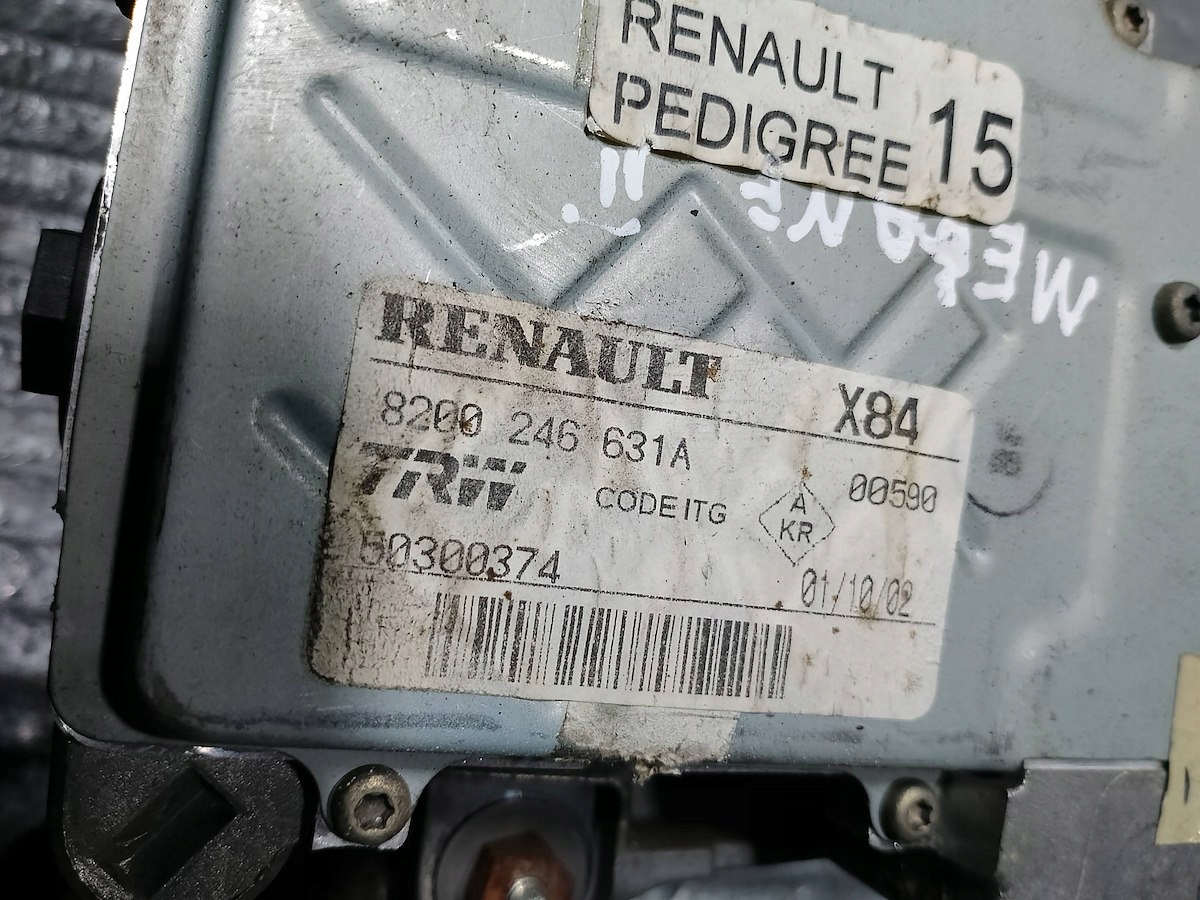 RENAULT
PEDIGREE 15
MEGANE
II
RENAULT X84
8200 246 631A
TRW CODE ITG A KR 00590
50300374 01/10/02